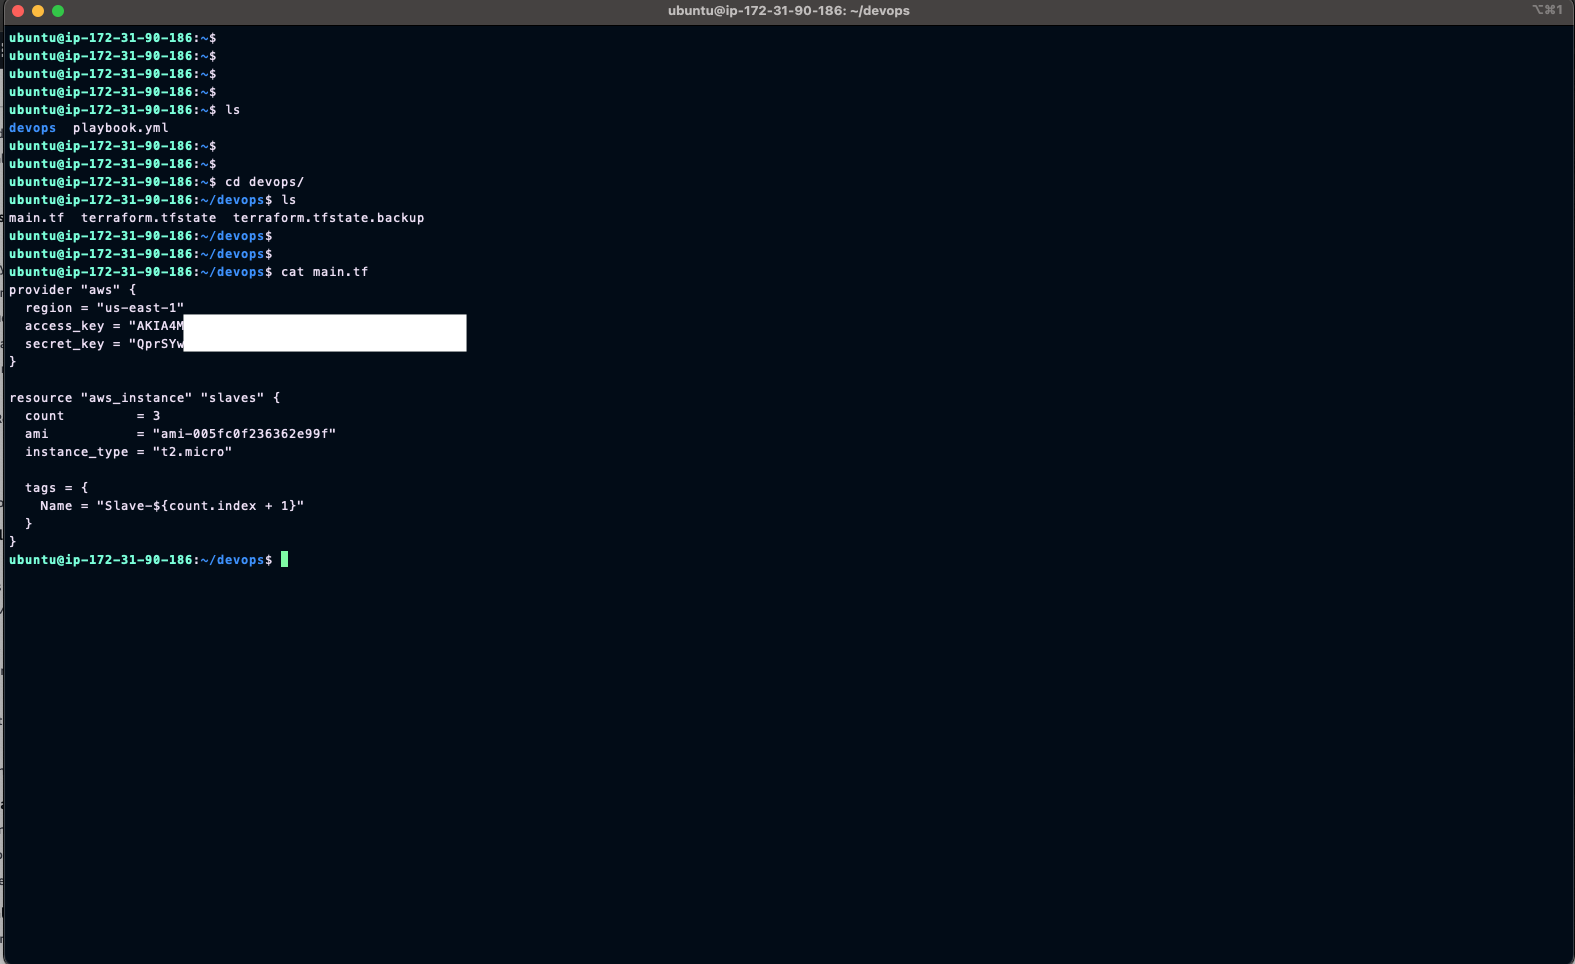 ubuntu@ip-172-31-90-186: ~/devops
⌥⌘1
ubuntu@ip-172-31-90-186:~$
ubuntu@ip-172-31-90-186:~$
ubuntu@ip-172-31-90-186:~$
ubuntu@ip-172-31-90-186:~$
ubuntu@ip-172-31-90-186:~$ ls
devops  playbook.yml
ubuntu@ip-172-31-90-186:~$
ubuntu@ip-172-31-90-186:~$
ubuntu@ip-172-31-90-186:~$ cd devops/
ubuntu@ip-172-31-90-186:~/devops$ ls
main.tf  terraform.tfstate  terraform.tfstate.backup
ubuntu@ip-172-31-90-186:~/devops$
ubuntu@ip-172-31-90-186:~/devops$
ubuntu@ip-172-31-90-186:~/devops$ cat main.tf
provider "aws" {
  region = "us-east-1"
  access_key = "AKIA4M
  secret_key = "QprSYw
}

resource "aws_instance" "slaves" {
  count         = 3
  ami           = "ami-005fc0f236362e99f"
  instance_type = "t2.micro"

  tags = {
    Name = "Slave-${count.index + 1}"
  }
}
ubuntu@ip-172-31-90-186:~/devops$